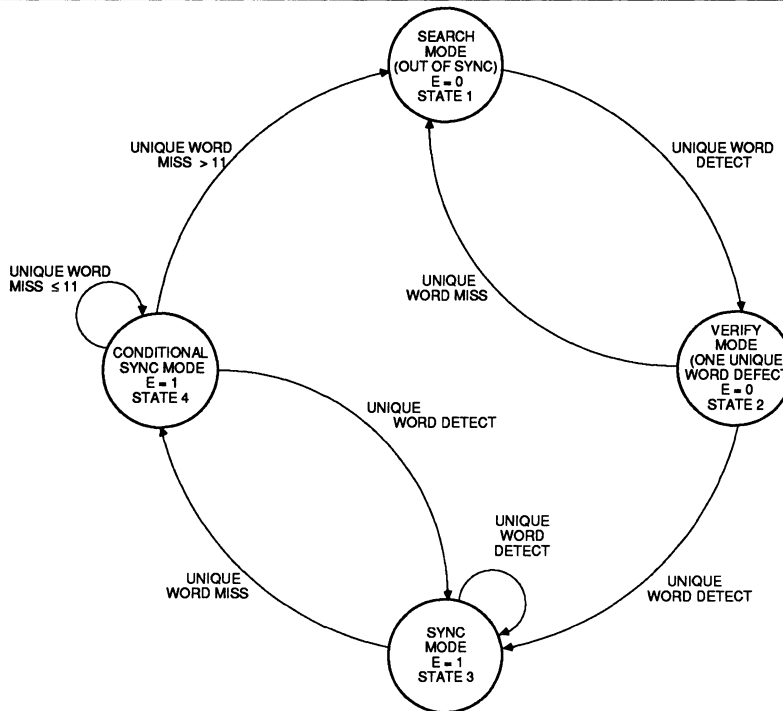 SEARCH
MODE
(OUT OF SYNC)
E = 0
STATE 1
UNIQUE WORD
MISS > 11
UNIQUE WORD
DETECT
UNIQUE WORD
MISS ≤ 11
UNIQUE
WORD MISS
CONDITIONAL
SYNC MODE
E = 1
STATE 4
VERIFY
MODE
(ONE UNIQUE
WORD DEFECT
E = 0
STATE 2
UNIQUE
WORD DETECT
UNIQUE
WORD
DETECT
UNIQUE
WORD MISS
UNIQUE
WORD DETECT
SYNC
MODE
E = 1
STATE 3